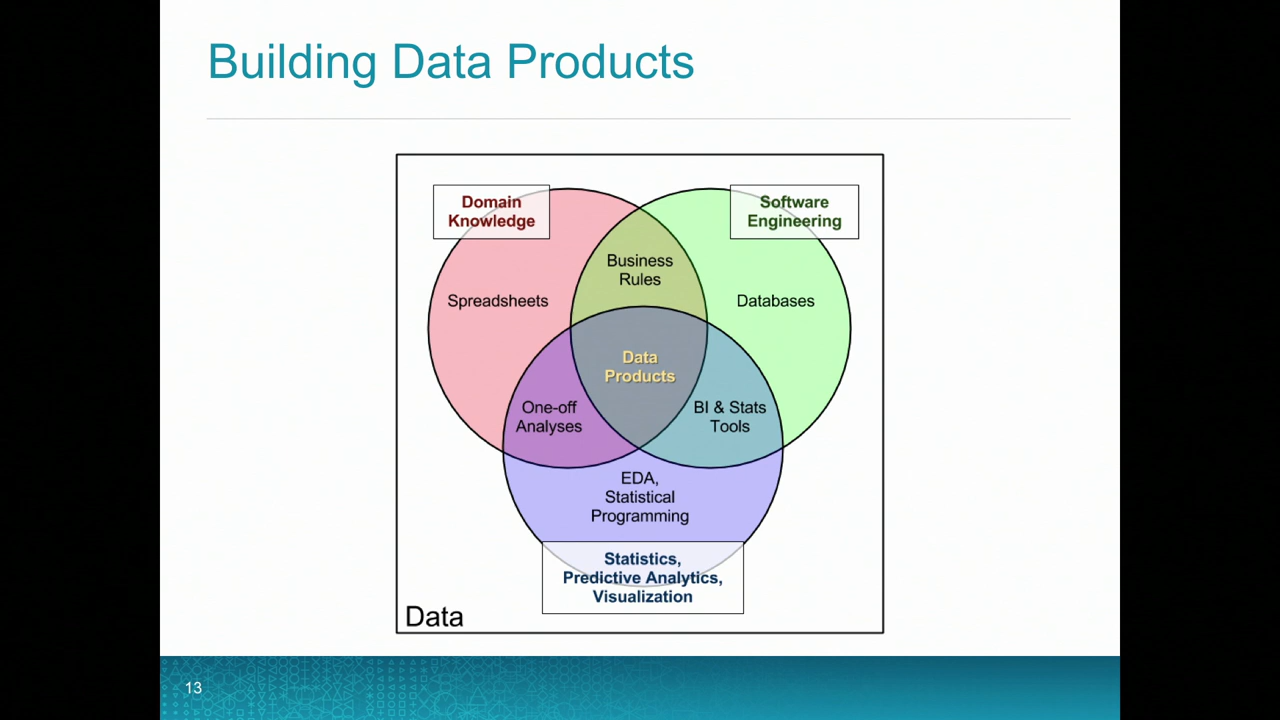 Building Data Products
Domain
Knowledge
Software
Engineering
Business
Rules
Spreadsheets
Databases
Data
Products
One-off
Analyses
BI & Stats
Tools
EDA,
Statistical
Programming
Statistics,
Predictive Analytics,
Visualization
Data
13